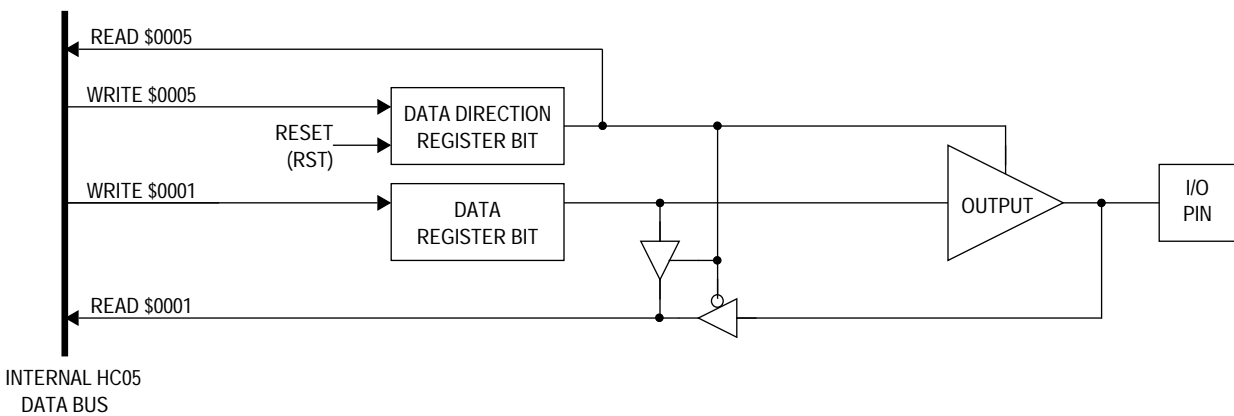 READ $0005
WRITE $0005
RESET
(RST)
DATA DIRECTION
REGISTER BIT
WRITE $0001
DATA
REGISTER BIT
OUTPUT
I/O
PIN
READ $0001
INTERNAL HC05
DATA BUS